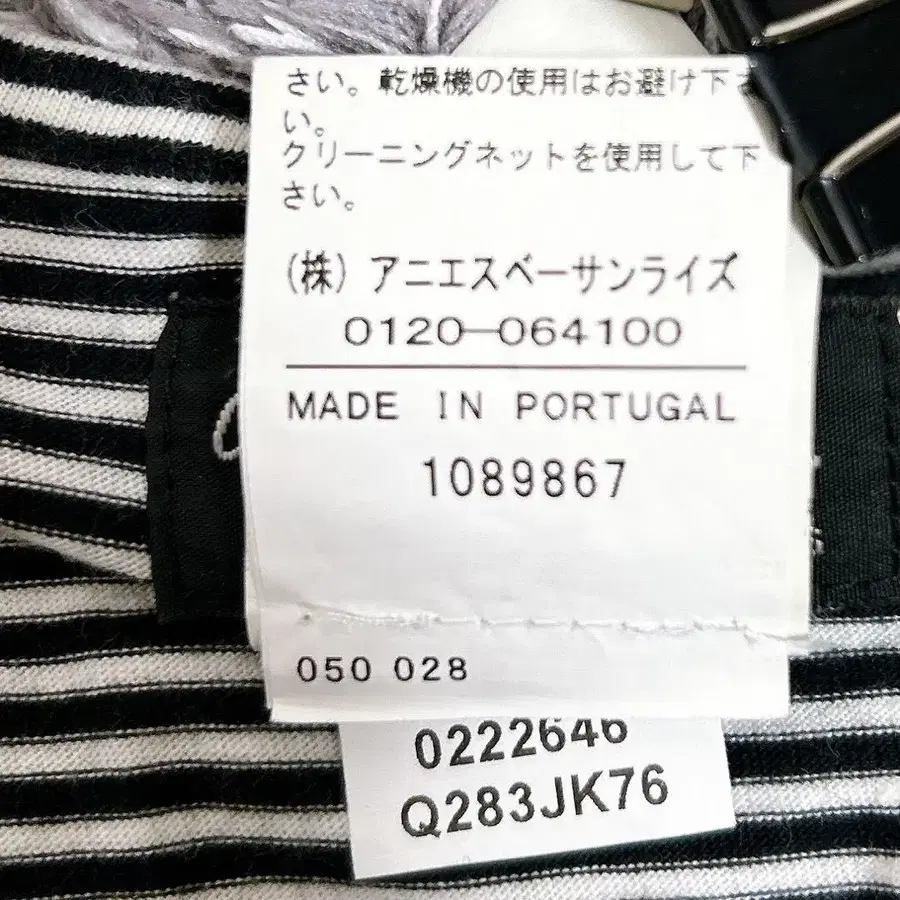 さい。乾燥機の使用はお避け下さ
い。
クリーニングネットを使用して下
さい。
(株) アニエスベーサンライズ
0120-064100
MADE IN PORTUGAL
1089867
050 028
0222646
Q283JK76